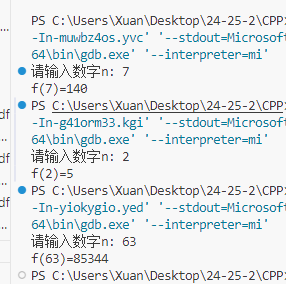 PS C:\Users\Xuan\Desktop\24-25-2\CPP
-In-muwbz4os.yvc' '--stdout=Microsof
64\bin\gdb.exe' '--interpreter=mi'
请输入数字n: 7
f(7)=140
df
PS C:\Users\Xuan\Desktop\24-25-2\CPP
...
-In-g41orm33.kgi' '--stdout=Microsof
64\bin\gdb.exe' '--interpreter=mi'
df
请输入数字n: 2
...
f(2)=5
PS C:\Users\Xuan\Desktop\24-25-2\CPP
-In-yiokygio.yed' '--stdout=Microsof
df
64\bin\gdb.exe' '--interpreter=mi'
...
请输入数字n: 63
f(63)=85344
PS C:\Users\Xuan\Desktop\24-25-2\CPP